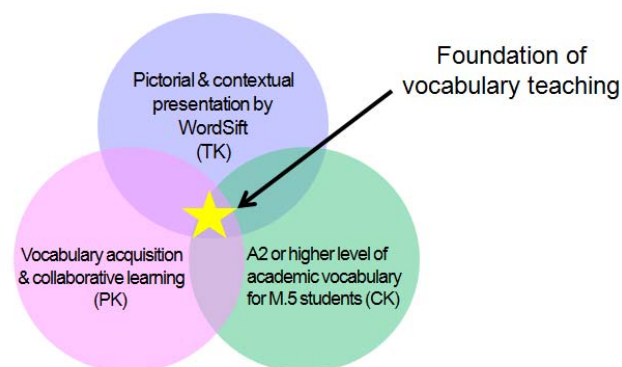 Foundation of
vocabulary teaching
Pictorial & contextual
presentation by
WordSift
(TK)
Vocabulary acquisition
& collaborative learning
(PK)
A2 or higher level of
academic vocabulary
for M.5 students (CK)